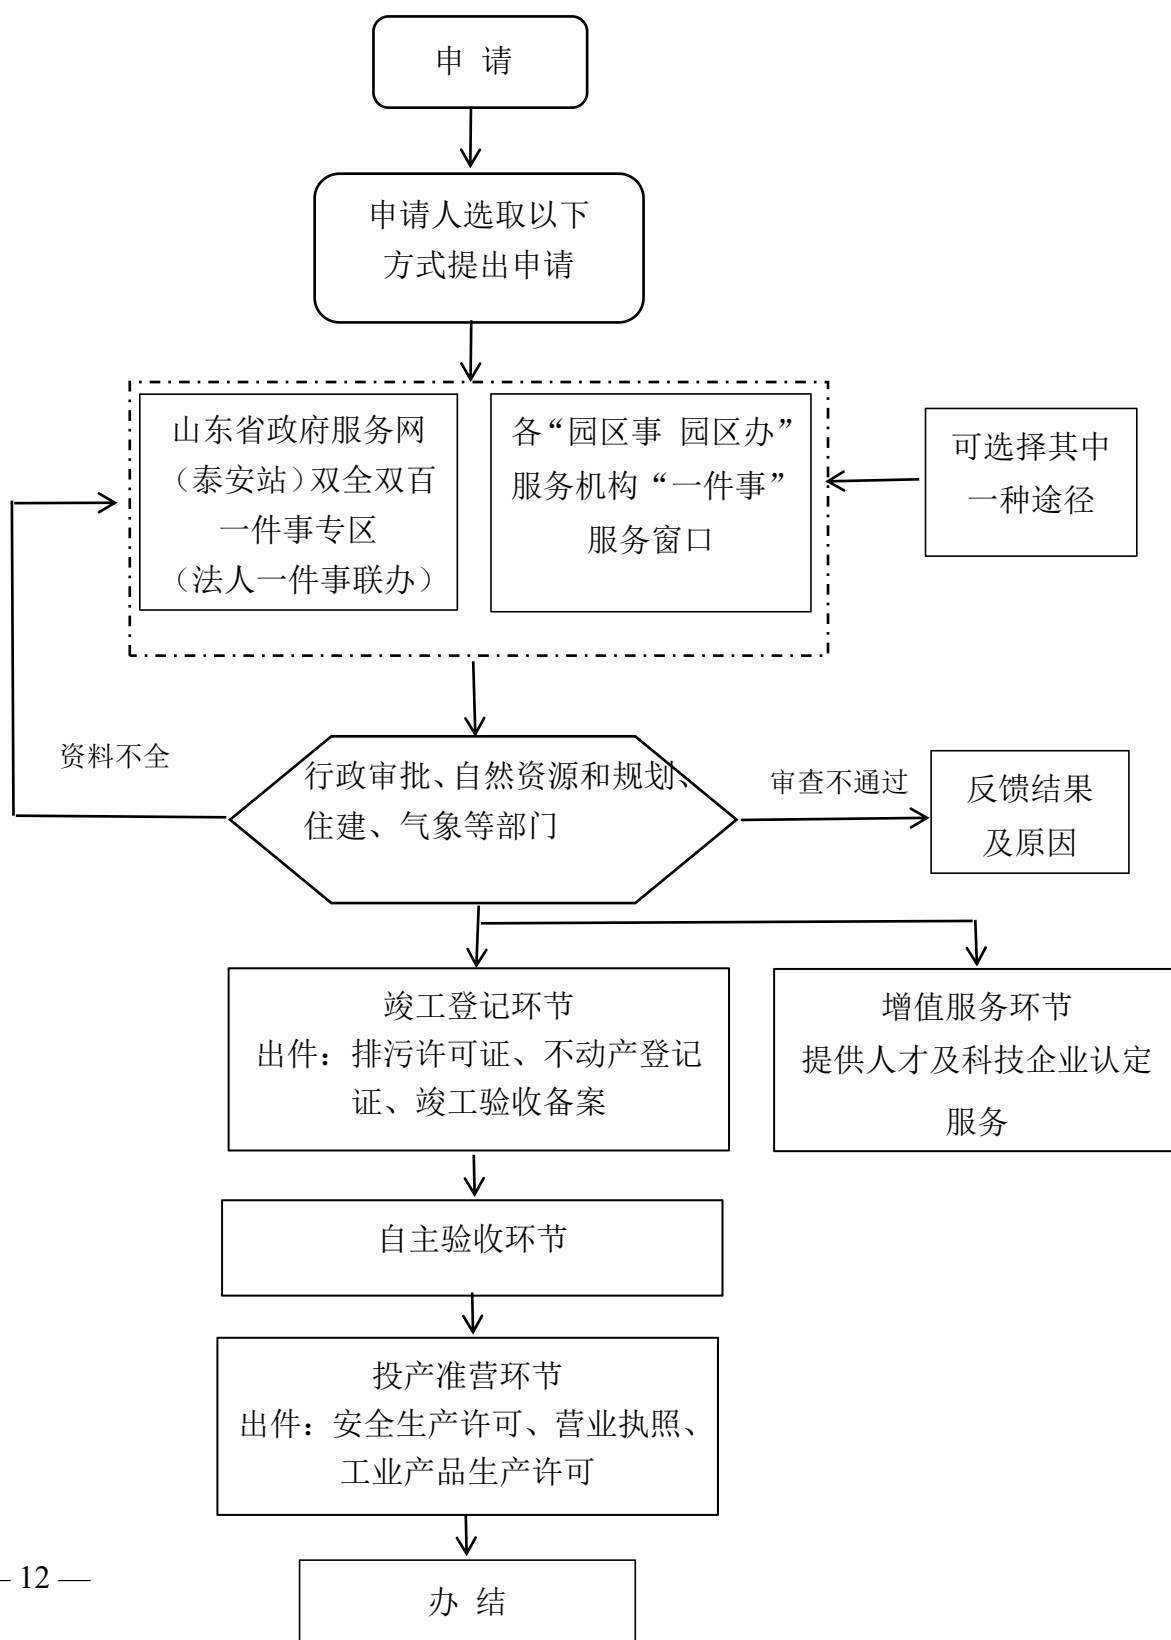 申 请
申请人选取以下
方式提出申请
山东省政府服务网
（泰安站）双全双百
一件事专区
（法人一件事联办）
各“园区事 园区办”
服务机构“一件事”
服务窗口
可选择其中
一种途径
资料不全
行政审批、自然资源和规划、
住建、气象等部门
审查不通过
反馈结果
及原因
竣工登记环节
出件：排污许可证、不动产登记
证、竣工验收备案
增值服务环节
提供人才及科技企业认定
服务
自主验收环节
投产准营环节
出件：安全生产许可、营业执照、
工业产品生产许可
— 12 —
办 结